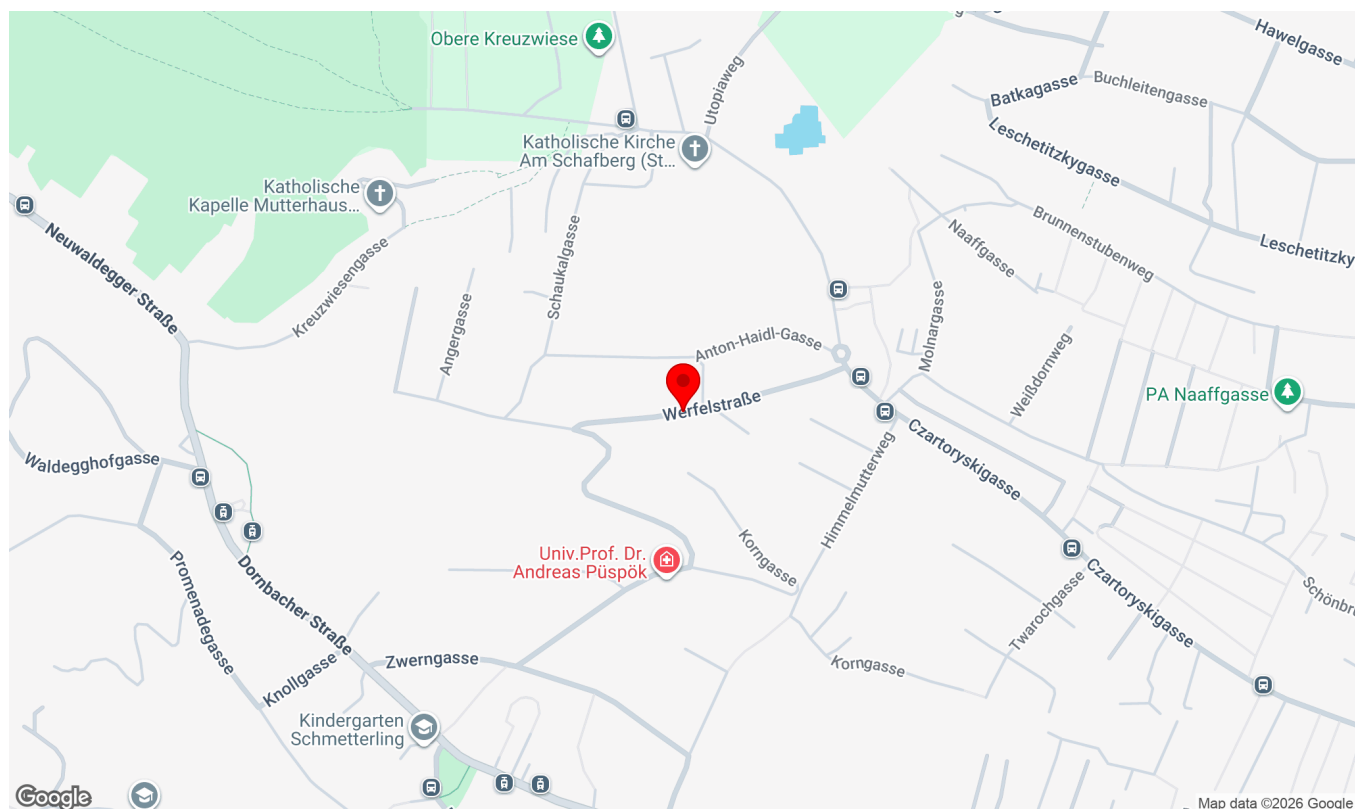 Obere Kreuzwiese
Utopiaweg
Hawelgasse
Batkagasse
Buchleitengasse
Leschetitzkygasse
Katholische Kirche
Am Schafberg (St...
Katholische
Kapelle Mutterhaus...
Neuwaldegger Straße
Kreuzwiesengasse
Schaukalgasse
Angergasse
Naaffgasse
Brunnenstubenweg
Leschetitzky
Molnargasse
Anton-Haidl-Gasse
Weißdornweg
PA Naaffgasse
Werfelstraße
Czartoryskigasse
Waldegghofgasse
Himmelmutterweg
Korngasse
Univ.Prof. Dr.
Andreas Püspök
Promenadegasse
Dornbacher Straße
Czartoryskigasse
Twarochgasse
Schönbru
Knollgasse
Zwerngasse
Korngasse
Kindergarten
Schmetterling
Google
Map data ©2026 Google